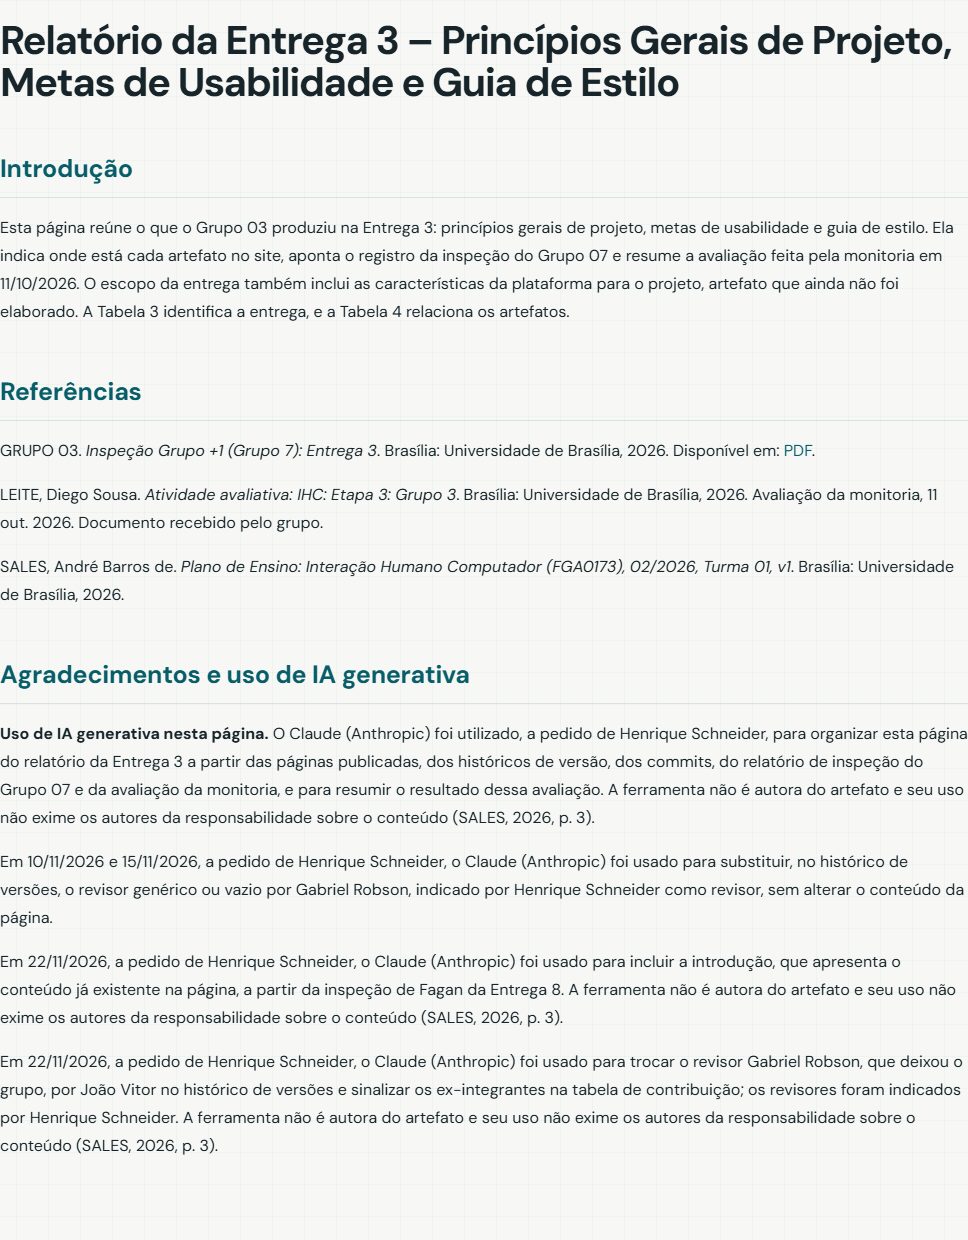 Relatório da Entrega 3 – Princípios Gerais de Projeto,
Metas de Usabilidade e Guia de Estilo
Introdução
Esta página reúne o que o Grupo 03 produziu na Entrega 3: princípios gerais de projeto, metas de usabilidade e guia de estilo. Ela
indica onde está cada artefato no site, aponta o registro da inspeção do Grupo 07 e resume a avaliação feita pela monitoria em
11/10/2026. O escopo da entrega também inclui as características da plataforma para o projeto, artefato que ainda não foi
elaborado. A Tabela 3 identifica a entrega, e a Tabela 4 relaciona os artefatos.
Referências
GRUPO 03. Inspeção Grupo +1 (Grupo 7): Entrega 3. Brasília: Universidade de Brasília, 2026. Disponível em: PDF.
LEITE, Diego Sousa. Atividade avaliativa: IHC: Etapa 3: Grupo 3. Brasília: Universidade de Brasília, 2026. Avaliação da monitoria, 11
out. 2026. Documento recebido pelo grupo.
SALES, André Barros de. Plano de Ensino: Interação Humano Computador (FGA0173), 02/2026, Turma 01, v1. Brasília: Universidade
de Brasília, 2026.
Agradecimentos e uso de IA generativa
Uso de IA generativa nesta página. O Claude (Anthropic) foi utilizado, a pedido de Henrique Schneider, para organizar esta página
do relatório da Entrega 3 a partir das páginas publicadas, dos históricos de versão, dos commits, do relatório de inspeção do
Grupo 07 e da avaliação da monitoria, e para resumir o resultado dessa avaliação. A ferramenta não é autora do artefato e seu uso
não exime os autores da responsabilidade sobre o conteúdo (SALES, 2026, p. 3).
Em 10/11/2026 e 15/11/2026, a pedido de Henrique Schneider, o Claude (Anthropic) foi usado para substituir, no histórico de
versões, o revisor genérico ou vazio por Gabriel Robson, indicado por Henrique Schneider como revisor, sem alterar o conteúdo da
página.
Em 22/11/2026, a pedido de Henrique Schneider, o Claude (Anthropic) foi usado para incluir a introdução, que apresenta o
conteúdo já existente na página, a partir da inspeção de Fagan da Entrega 8. A ferramenta não é autora do artefato e seu uso não
exime os autores da responsabilidade sobre o conteúdo (SALES, 2026, p. 3).
Em 22/11/2026, a pedido de Henrique Schneider, o Claude (Anthropic) foi usado para trocar o revisor Gabriel Robson, que deixou o
grupo, por João Vitor no histórico de versões e sinalizar os ex-integrantes na tabela de contribuição; os revisores foram indicados
por Henrique Schneider. A ferramenta não é autora do artefato e seu uso não exime os autores da responsabilidade sobre o
conteúdo (SALES, 2026, p. 3).